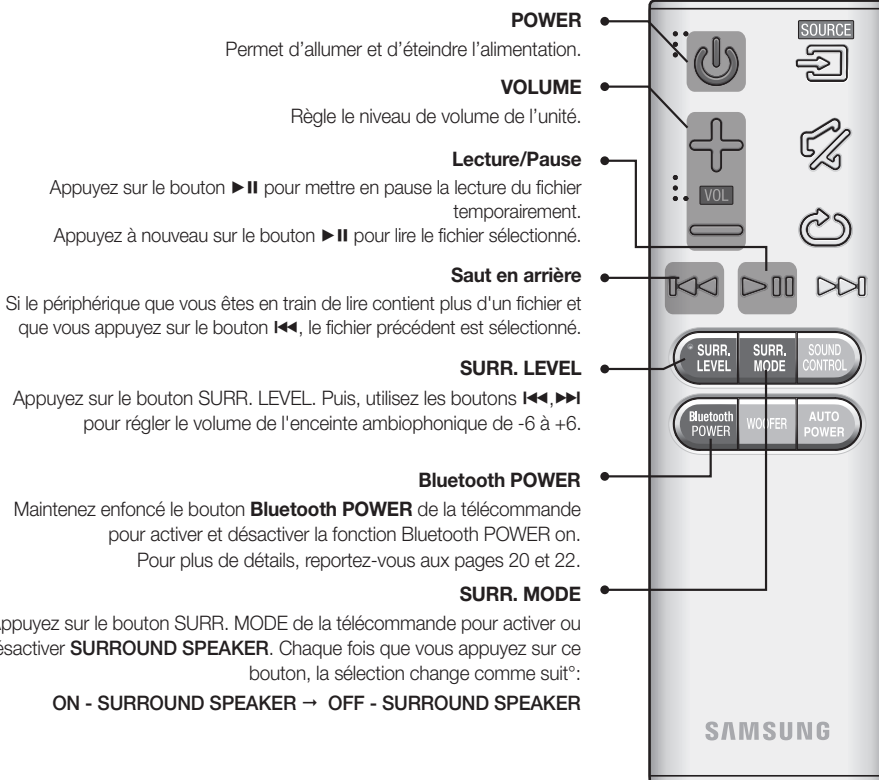 POWER
Permet d'allumer et d'éteindre l'alimentation.
VOLUME
Règle le niveau de volume de l'unité.
Lecture/Pause
Appuyez sur le bouton ►II pour mettre en pause la lecture du fichier
temporairement.
Appuyez à nouveau sur le bouton ►II pour lire le fichier sélectionné.
Saut en arrière
Si le périphérique que vous êtes en train de lire contient plus d'un fichier et
que vous appuyez sur le bouton I◄◄, le fichier précédent est sélectionné.
SURR. LEVEL
Appuyez sur le bouton SURR. LEVEL. Puis, utilisez les boutons I◄◄,►►I
pour régler le volume de l'enceinte ambiophonique de -6 à +6.
Bluetooth POWER
Maintenez enfoncé le bouton Bluetooth POWER de la télécommande
pour activer et désactiver la fonction Bluetooth POWER on.
Pour plus de détails, reportez-vous aux pages 20 et 22.
SURR. MODE
Appuyez sur le bouton SURR. MODE de la télécommande pour activer ou
désactiver SURROUND SPEAKER. Chaque fois que vous appuyez sur ce
bouton, la sélection change comme suit°:
ON - SURROUND SPEAKER → OFF - SURROUND SPEAKER
SOURCE
VOL
SURR.
LEVEL
SURR.
MODE
SOUND
CONTROL
Bluetooth
POWER
WOOFER
AUTO
POWER
SAMSUNG